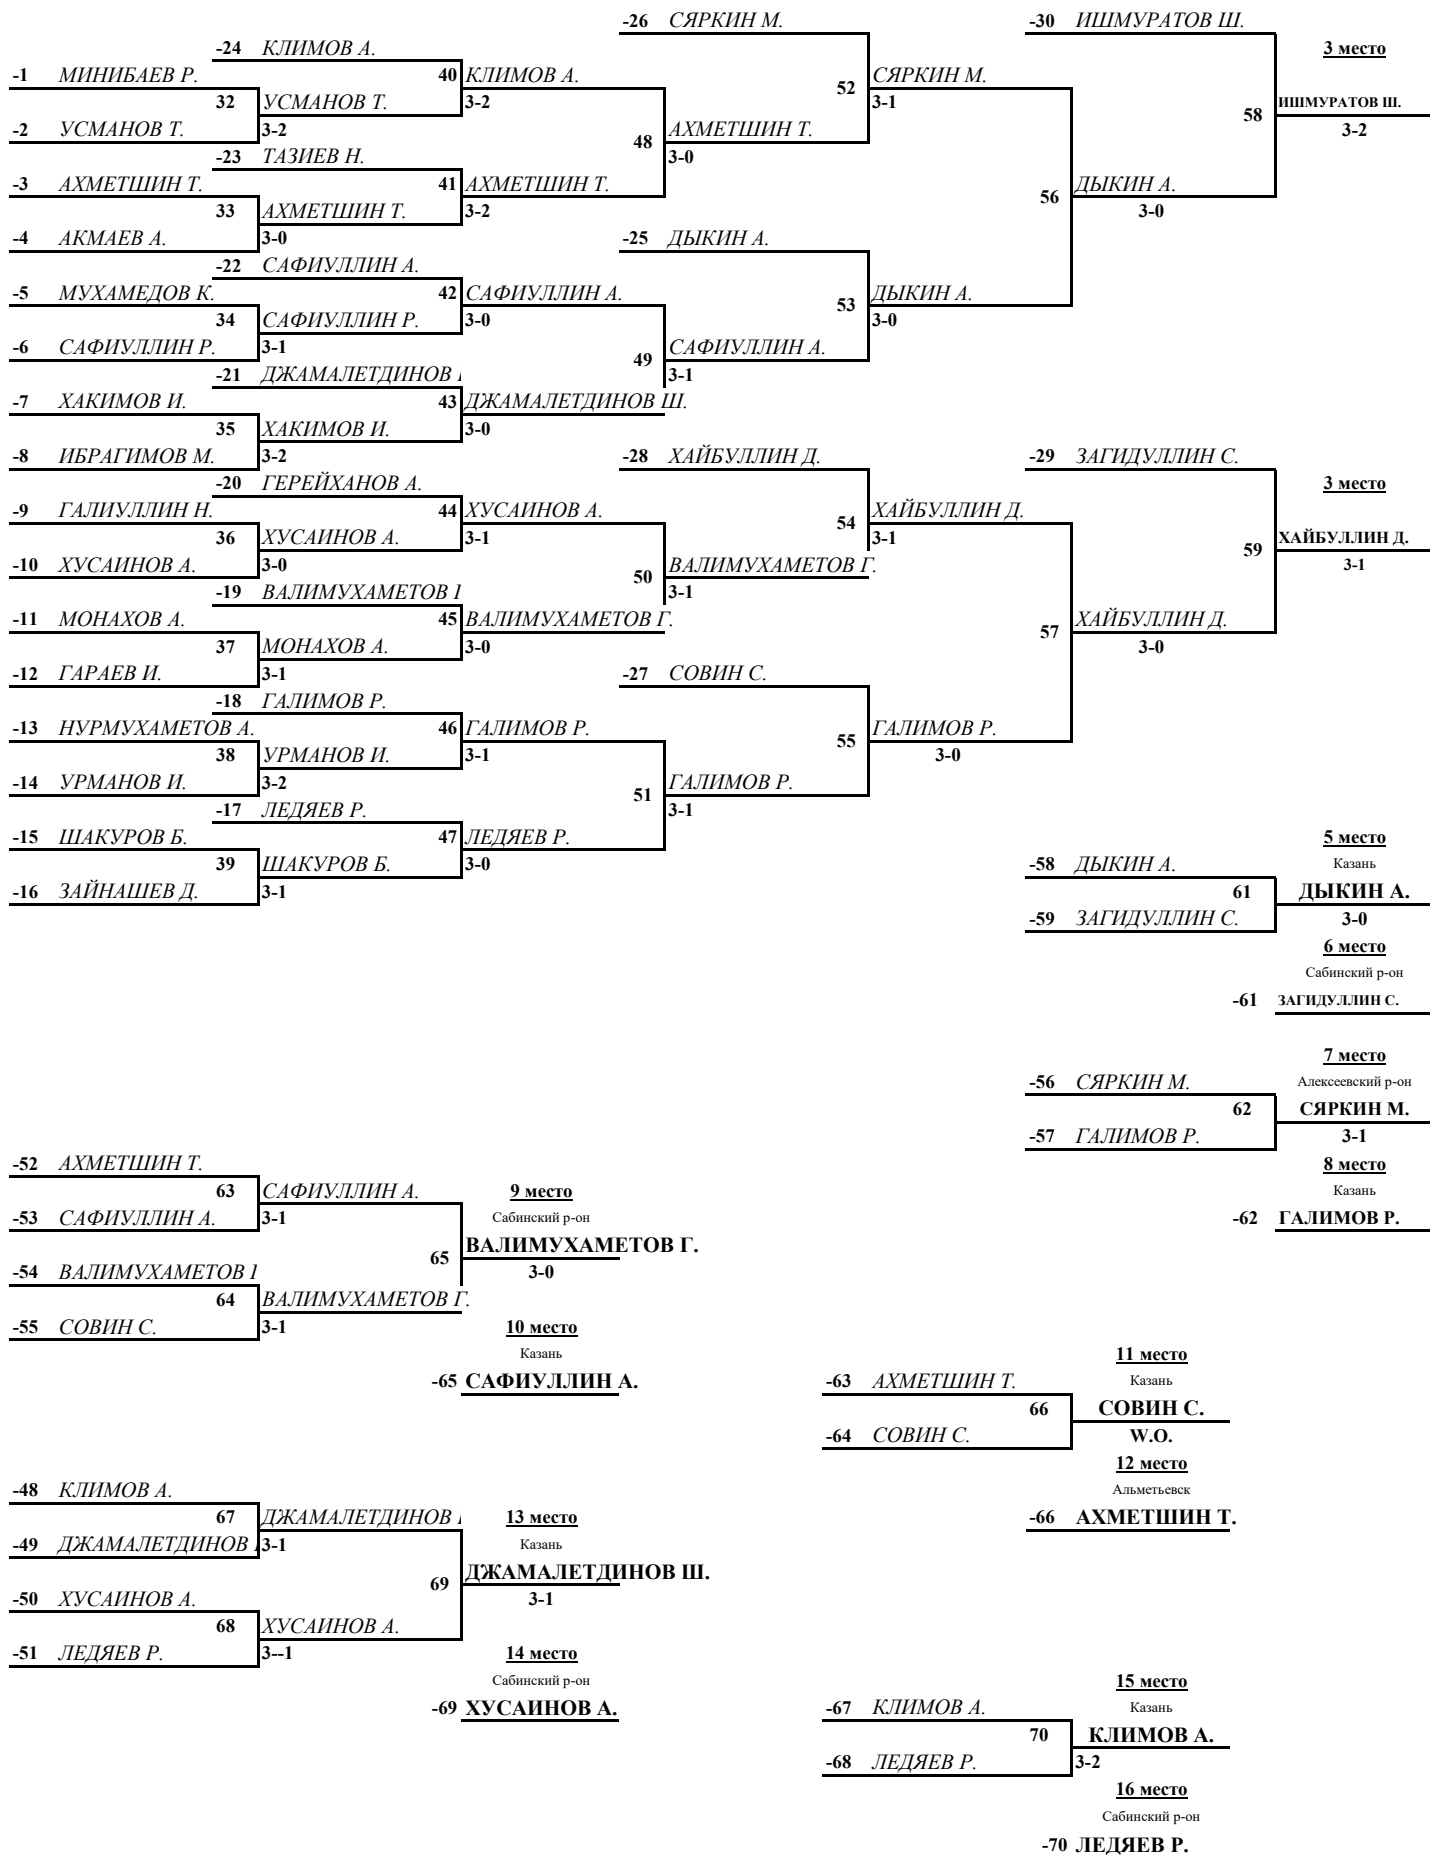 -26 СЯРКИН М. -30 ИШМУРАТОВ Ш.
-24 КЛИМОВ А. 3 место
-1 МИНИБАЕВ Р. 40 КЛИМОВ А. 52 СЯРКИН М.
32 УСМАНОВ Т. 3-2 3-1 58 ИШМУРАТОВ Ш.
-2 УСМАНОВ Т. 3-2 48 АХМЕТШИН Т. 3-2
-23 ТАЗИЕВ Н. 3-0
-3 АХМЕТШИН Т. 41 АХМЕТШИН Т. 56 ДЫКИН А.
33 АХМЕТШИН Т. 3-2 3-0
-4 АКМАЕВ А. 3-0 -25 ДЫКИН А.
-22 САФИУЛЛИН А.
-5 МУХАМЕДОВ К. 42 САФИУЛЛИН А. 53 ДЫКИН А.
34 САФИУЛЛИН Р. 3-0 3-0
-6 САФИУЛЛИН Р. 3-1 49 САФИУЛЛИН А.
-21 ДЖАМАЛЕТДИНОВ 3-1
-7 ХАКИМОВ И. 43 ДЖАМАЛЕТДИНОВ Ш.
35 ХАКИМОВ И. 3-0
-8 ИБРАГИМОВ М. 3-2 -28 ХАЙБУЛЛИН Д. -29 ЗАГИДУЛЛИН С.
-20 ГЕРЕЙХАНОВ А. 3 место
-9 ГАЛИУЛЛИН Н. 44 ХУСАИНОВ А. 54 ХАЙБУЛЛИН Д.
36 ХУСАИНОВ А. 3-1 3-1 59 ХАЙБУЛЛИН Д.
-10 ХУСАИНОВ А. 3-0 50 ВАЛИМУХАМЕТОВ Г. 3-1
-19 ВАЛИМУХАМЕТОВ 3-1
-11 МОНАХОВ А. 45 ВАЛИМУХАМЕТОВ Г. 57 ХАЙБУЛЛИН Д.
37 МОНАХОВ А. 3-0 3-0
-12 ГАРАЕВ И. 3-1 -27 СОВИН С.
-18 ГАЛИМОВ Р.
-13 НУРМУХАМЕТОВ А. 46 ГАЛИМОВ Р. 55 ГАЛИМОВ Р.
38 УРМАНОВ И. 3-1 3-0
-14 УРМАНОВ И. 3-2 51 ГАЛИМОВ Р.
-17 ЛЕДЯЕВ Р. 3-1
-15 ШАКУРОВ Б. 47 ЛЕДЯЕВ Р. 5 место
39 ШАКУРОВ Б. 3-0 -58 ДЫКИН А. Казань
-16 ЗАЙНАШЕВ Д. 3-1 61 ДЫКИН А.
-59 ЗАГИДУЛЛИН С. 3-0
6 место
Сабинский р-он
-61 ЗАГИДУЛЛИН С.
7 место
-56 СЯРКИН М. Алексеевский р-он
62 СЯРКИН М.
-57 ГАЛИМОВ Р. 3-1
-52 АХМЕТШИН Т. 8 место
63 САФИУЛЛИН А. 9 место Казань
-53 САФИУЛЛИН А. 3-1 Сабинский р-он -62 ГАЛИМОВ Р.
65 ВАЛИМУХАМЕТОВ Г.
-54 ВАЛИМУХАМЕТОВ 3-0
64 ВАЛИМУХАМЕТОВ Г.
-55 СОВИН С. 3-1 10 место
Казань 11 место
-65 САФИУЛЛИН А. -63 АХМЕТШИН Т. Казань
66 СОВИН С.
-64 СОВИН С. W.O.
12 место
-48 КЛИМОВ А. Альметьевск
67 ДЖАМАЛЕТДИНОВ 13 место -66 АХМЕТШИН Т.
-49 ДЖАМАЛЕТДИНОВ 3-1 Казань
69 ДЖАМАЛЕТДИНОВ Ш.
-50 ХУСАИНОВ А. 3-1
68 ХУСАИНОВ А.
-51 ЛЕДЯЕВ Р. 3--1 14 место
Сабинский р-он 15 место
-69 ХУСАИНОВ А. -67 КЛИМОВ А. Казань
70 КЛИМОВ А.
-68 ЛЕДЯЕВ Р. 3-2
16 место
Сабинский р-он
-70 ЛЕДЯЕВ Р.